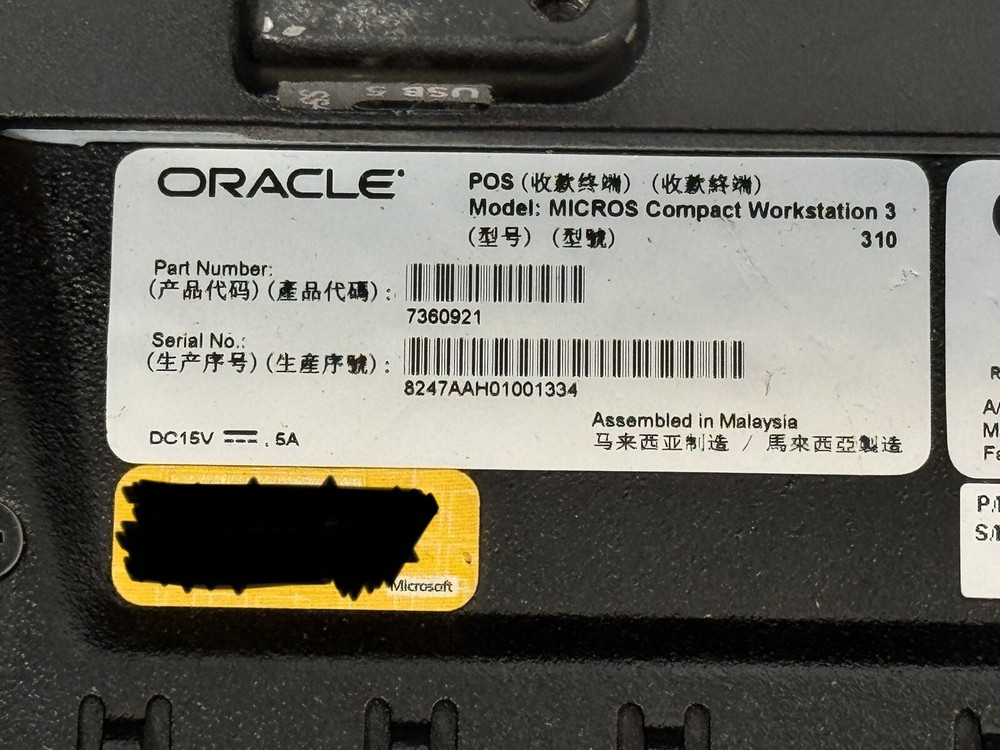 USB 5
ORACLE
POS (收款终端) (收款終端)
Model: MICROS Compact Workstation 3
(型号) (型號) 310
Part Number:
(产品代码) (產品代碼) :
7360921
Serial No.:
(生产序号) (生産序號) :
8247AAH01001334
DC15V ⎓ . 5A
Assembled in Malaysia
马来西亚制造 / 馬來西亞製造
Microsoft